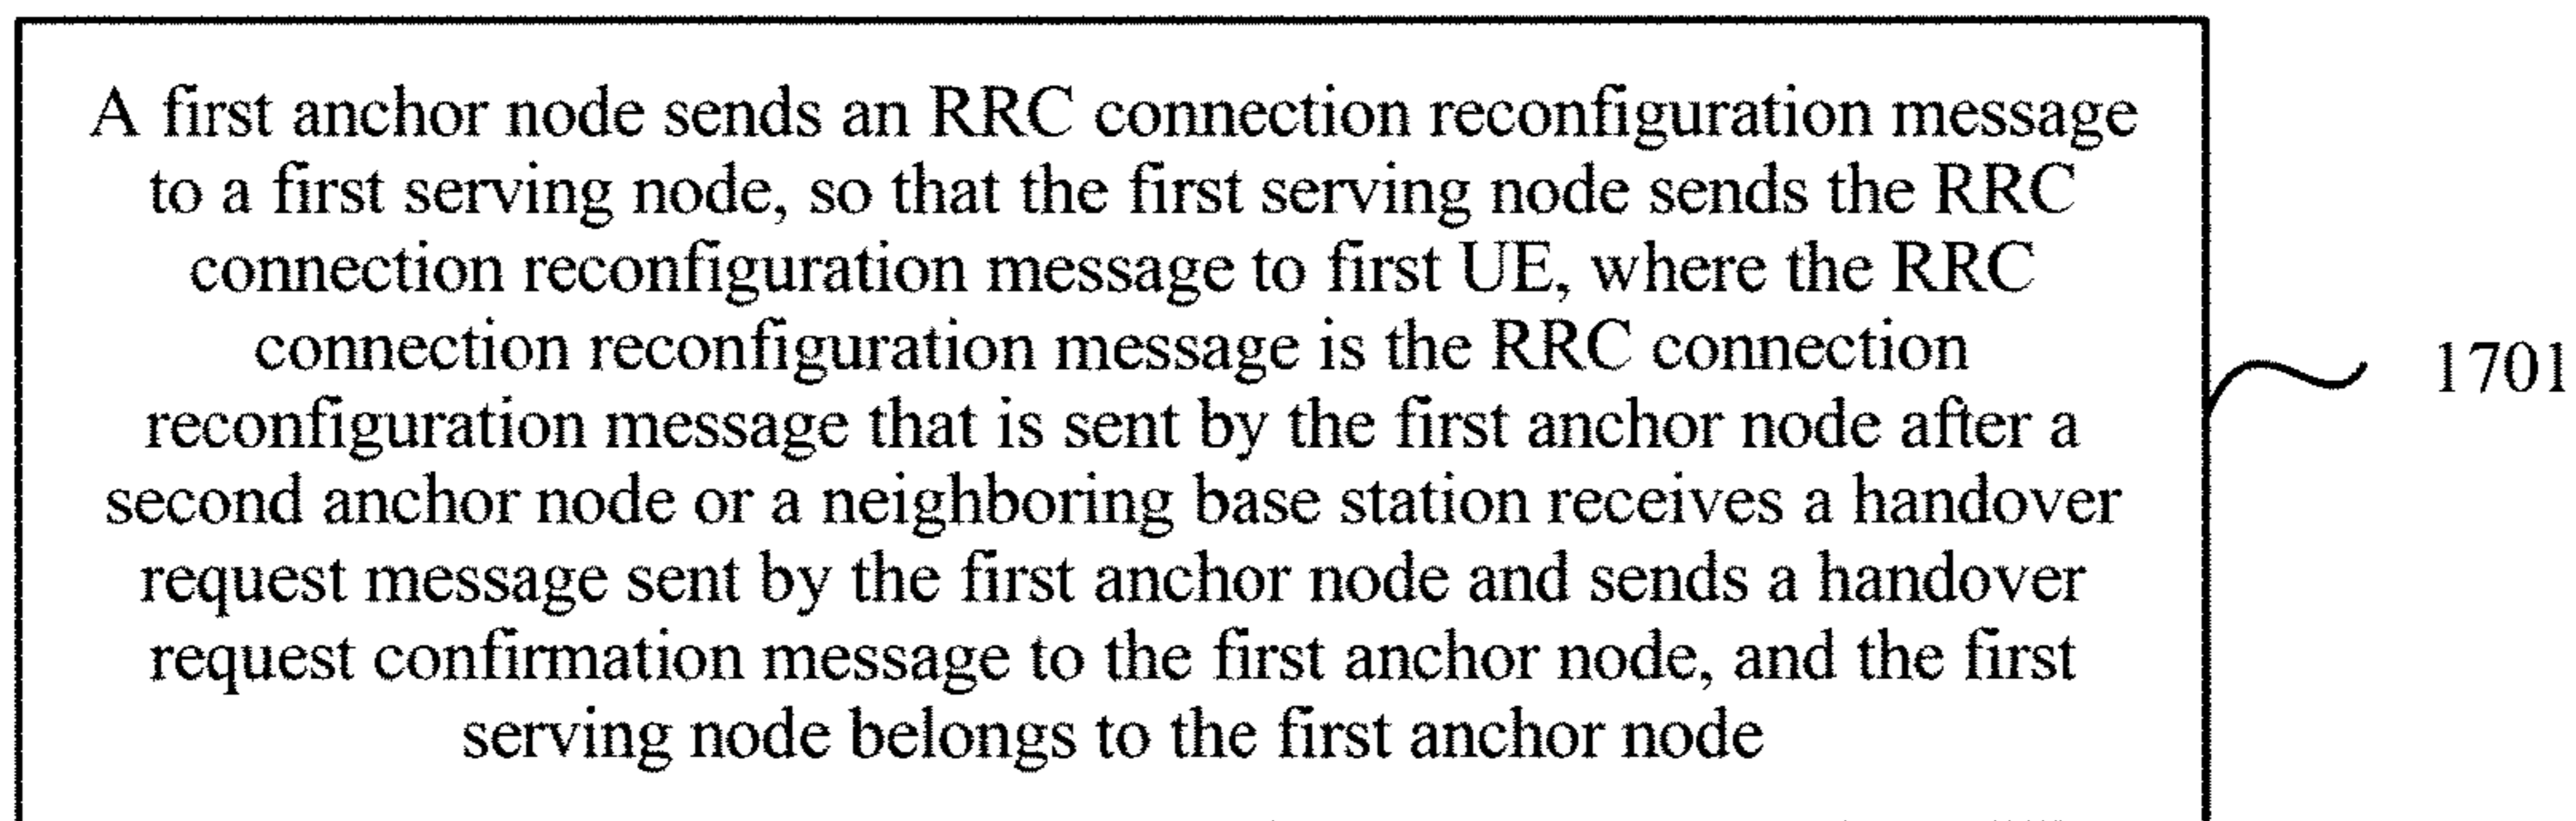 A first anchor node sends an RRC connection reconfiguration message
to a first serving node, so that the first serving node sends the RRC
connection reconfiguration message to first UE, where the RRC
connection reconfiguration message is the RRC connection
reconfiguration message that is sent by the first anchor node after a
second anchor node or a neighboring base station receives a handover
request message sent by the first anchor node and sends a handover
request confirmation message to the first anchor node, and the first
serving node belongs to the first anchor node
1701